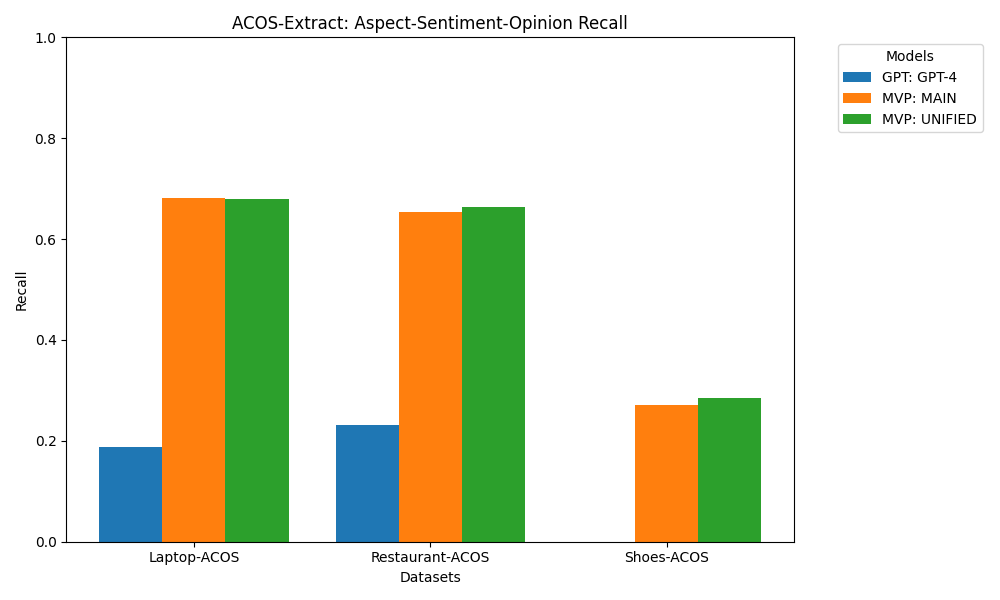 ACOS-Extract: Aspect-Sentiment-Opinion Recall
Models
GPT: GPT-4
MVP: MAIN
MVP: UNIFIED
Recall
1.0
0.8
0.6
0.4
0.2
0.0
Laptop-ACOS
Restaurant-ACOS
Shoes-ACOS
Datasets